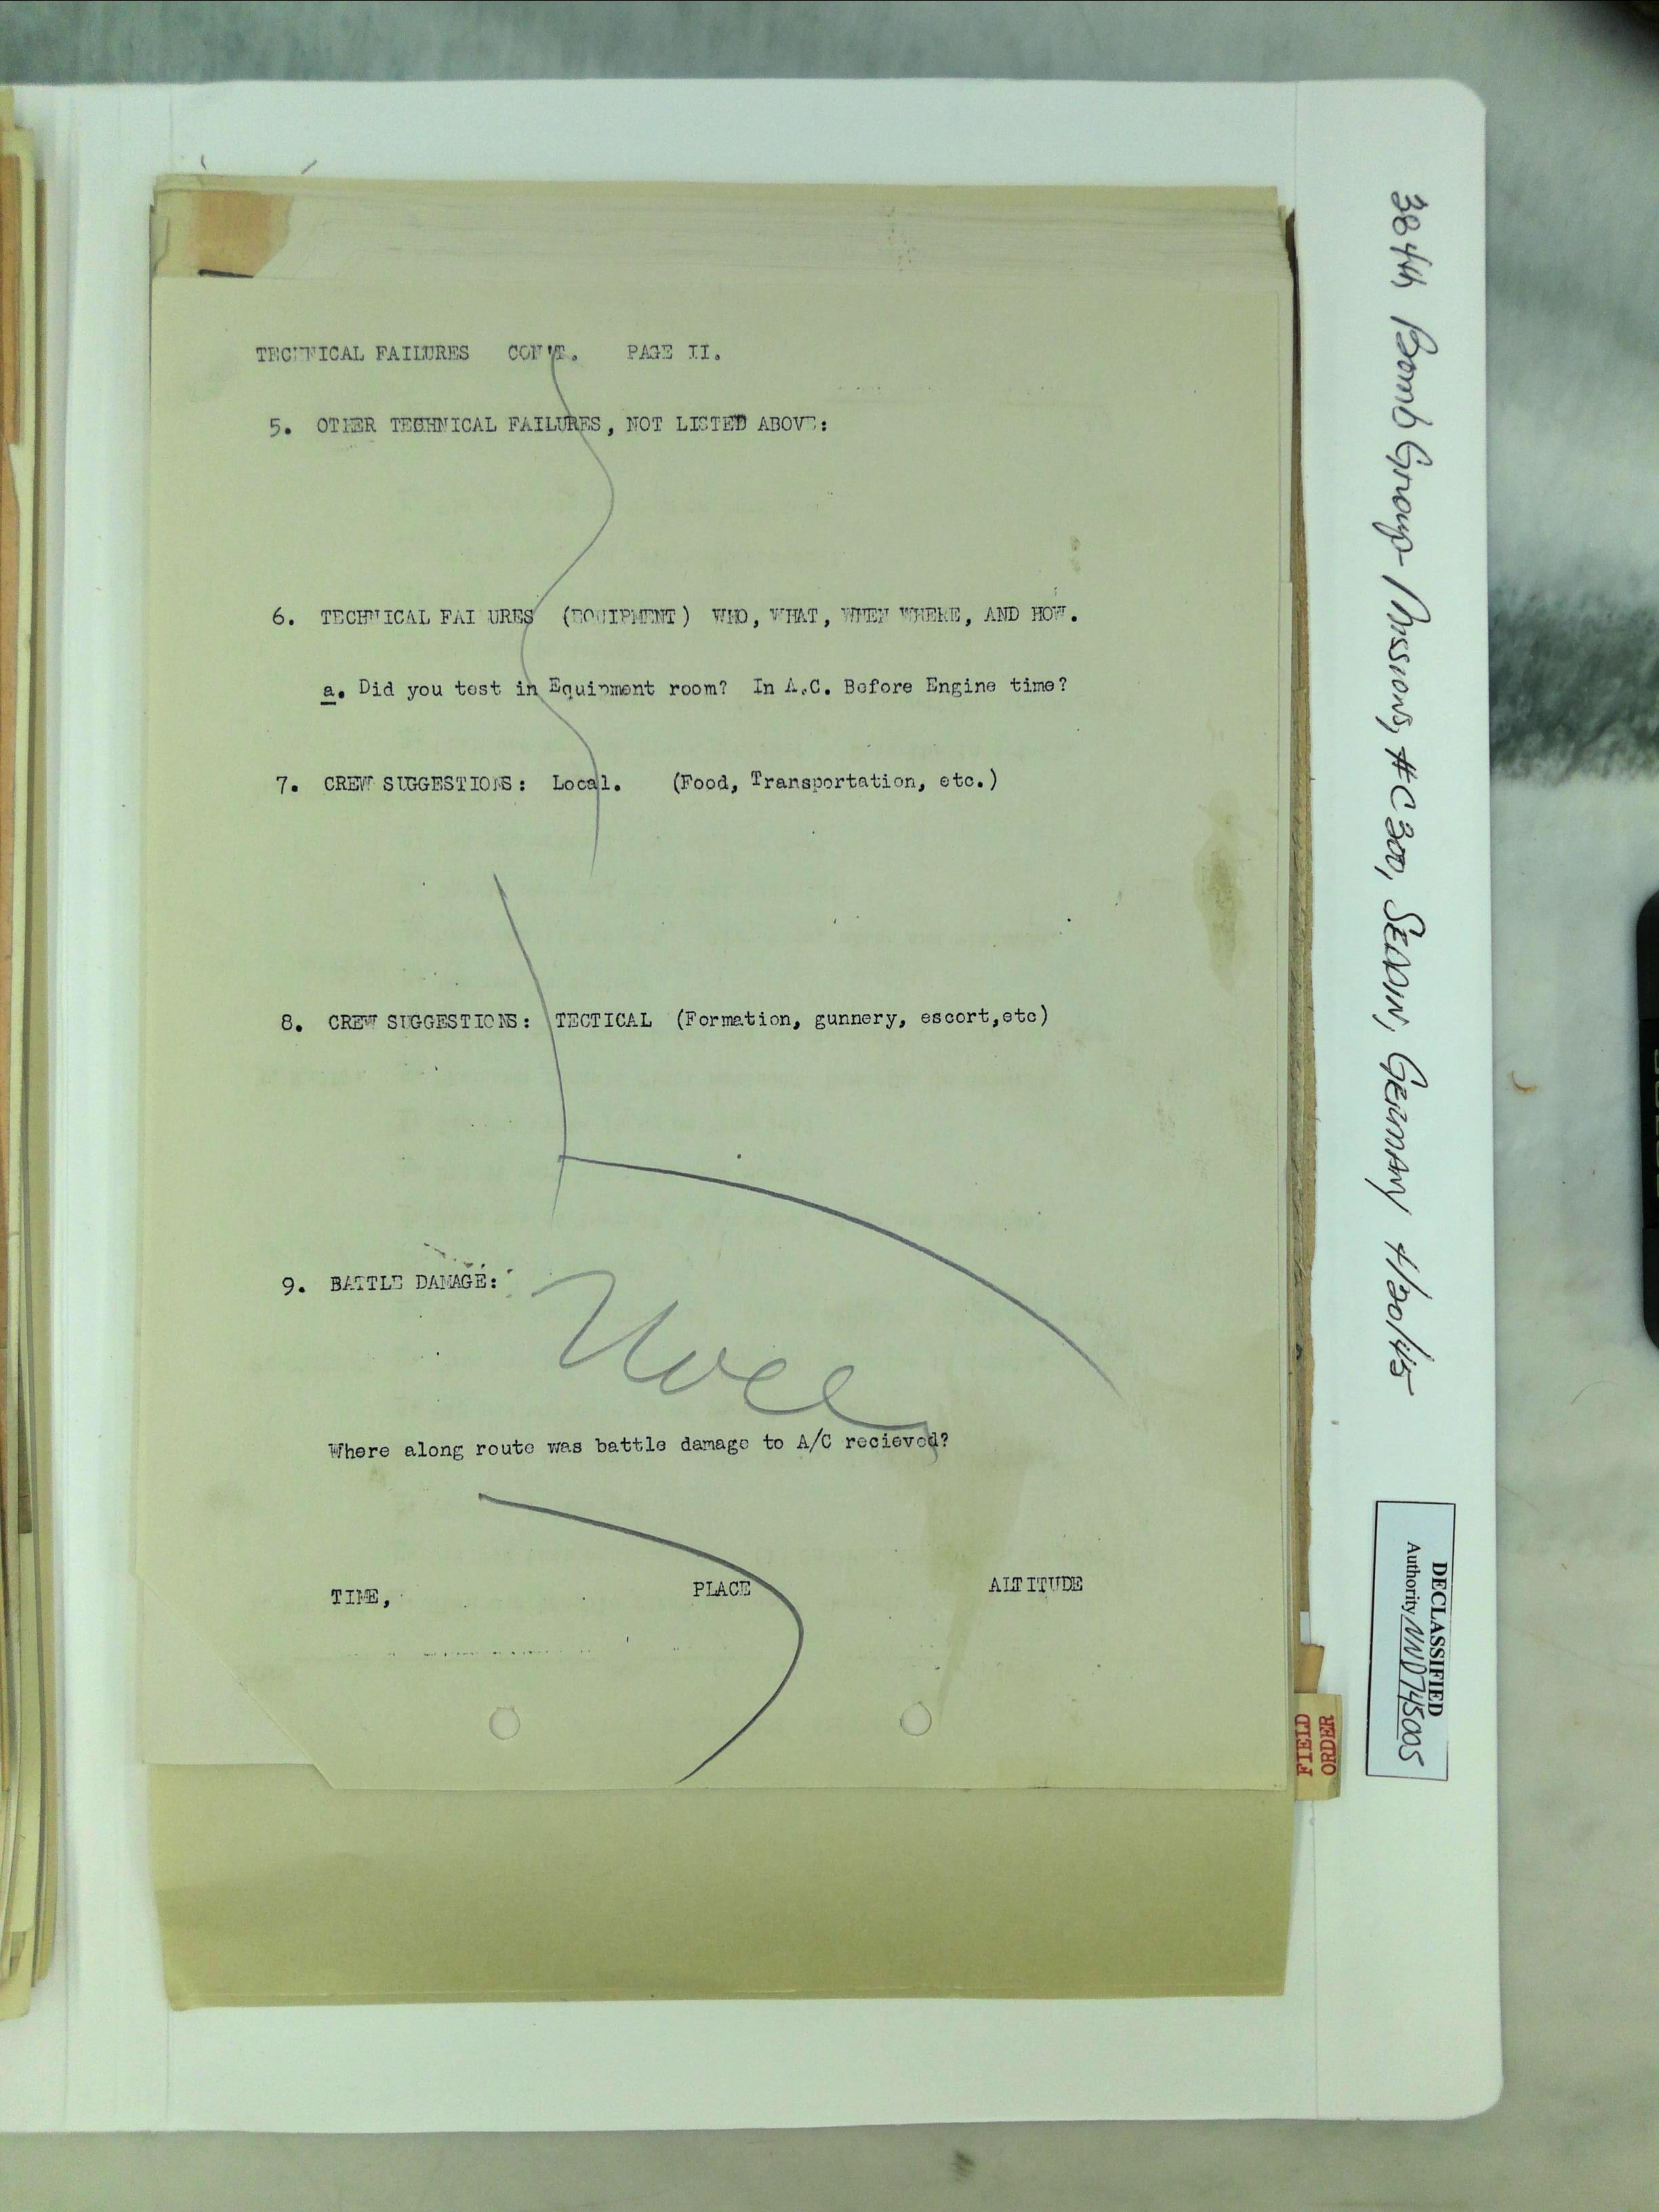 TECHNICAL FAILURES CON'T. PAGE II.
5. OTHER TECHNICAL FAILURES, NOT LISTED ABOVE:
6. TECHNICAL FAI URES (EQUIPMENT) WHO, WHAT, WHEN WHERE, AND HOW.
a. Did you test in Equipment room? In A.C. Before Engine time?
7. CREW SUGGESTIONS: Local. (Food, Transportation, etc.)
8. CREW SUGGESTIONS: TECTICAL (Formation, gunnery, escort,etc)
9. BATTLE DAMAGE:
Where along route was battle damage to A/C recieved?
TIME, PLACE ALTITUDE
FIELD
ORDER
384th Bomb Group- Missions, #C300, SEDDIN, GERMANY 4/20/45
DECLASSIFIED
Authority NND745005